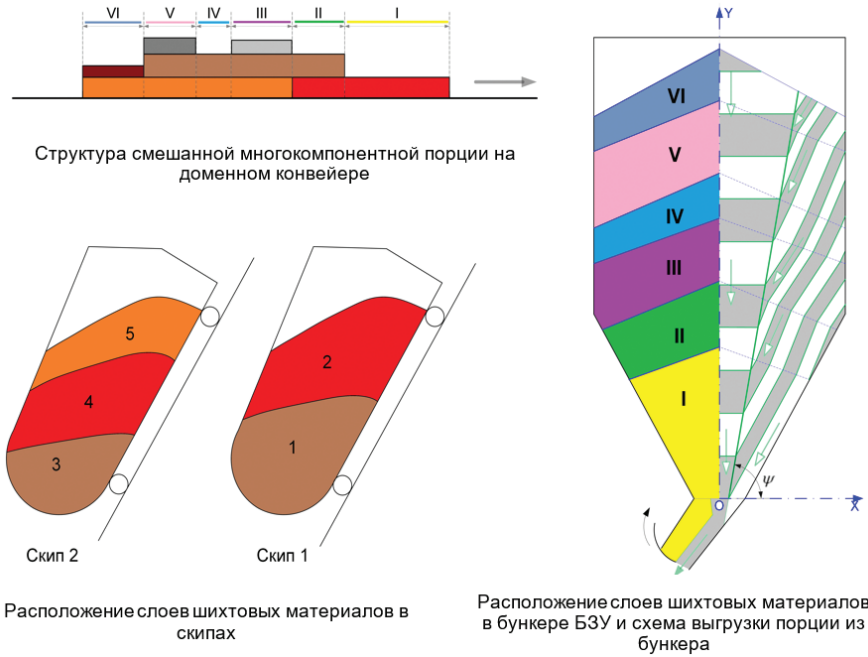 VI V IV III II I
Структура смешанной многокомпонентной порции на
доменном конвейере
5
4
3
Скип 2
2
1
Скип 1
Расположение слоев шихтовых материалов в
скипах
Y
VI
V
IV
III
II
I
ψ
O
X
Расположение слоев шихтовых материалов
в бункере БЗУ и схема выгрузки порции из
бункера